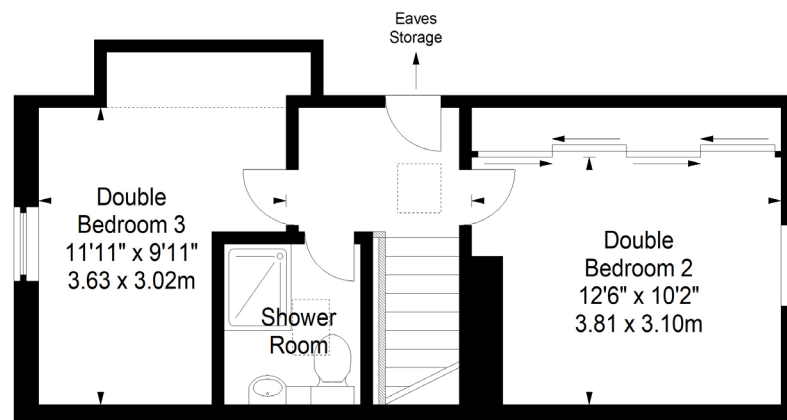 Eaves
Storage
Double
Bedroom 3
11'11" x 9'11"
3.63 x 3.02m
Shower
Room
Double
Bedroom 2
12'6" x 10'2"
3.81 x 3.10m